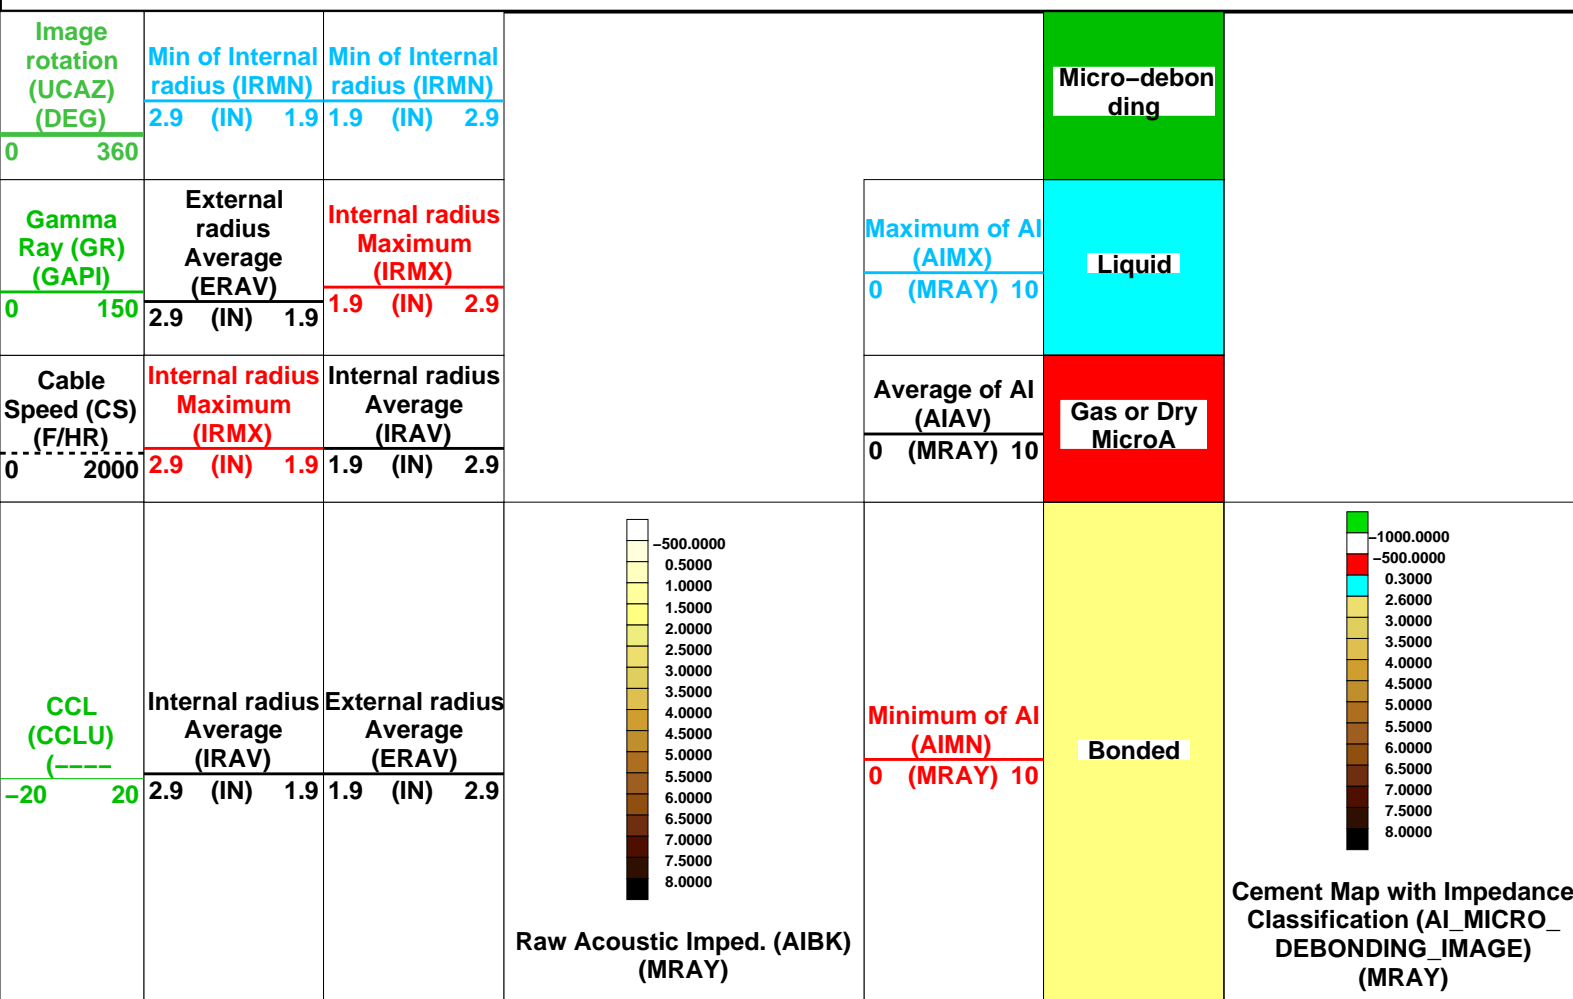 Image
rotation
(UCAZ)
(DEG)
0 360
Min of Internal
radius (IRMN)
2.9 (IN) 1.9
Min of Internal
radius (IRMN)
1.9 (IN) 2.9
Micro−debon
ding
Gamma
Ray (GR)
(GAPI)
0 150
External
radius
Average
(ERAV)
2.9 (IN) 1.9
Internal radius
Maximum
(IRMX)
1.9 (IN) 2.9
Maximum of AI
(AIMX)
0 (MRAY) 10
Liquid
Cable
Speed (CS)
(F/HR)
0 2000
Internal radius
Maximum
(IRMX)
2.9 (IN) 1.9
Internal radius
Average
(IRAV)
1.9 (IN) 2.9
Average of AI
(AIAV)
0 (MRAY) 10
Gas or Dry
MicroA
CCL
(CCLU)
(−−−−
−20 20
Internal radius
Average
(IRAV)
2.9 (IN) 1.9
External radius
Average
(ERAV)
1.9 (IN) 2.9
−500.0000
0.5000
1.0000
1.5000
2.0000
2.5000
3.0000
3.5000
4.0000
4.5000
5.0000
5.5000
6.0000
6.5000
7.0000
7.5000
8.0000
Raw Acoustic Imped. (AIBK)
(MRAY)
Minimum of AI
(AIMN)
0 (MRAY) 10
Bonded
−1000.0000
−500.0000
0.3000
2.6000
3.0000
3.5000
4.0000
4.5000
5.0000
5.5000
6.0000
6.5000
7.0000
7.5000
8.0000
Cement Map with Impedance
Classification (AI_MICRO_
DEBONDING_IMAGE)
(MRAY)